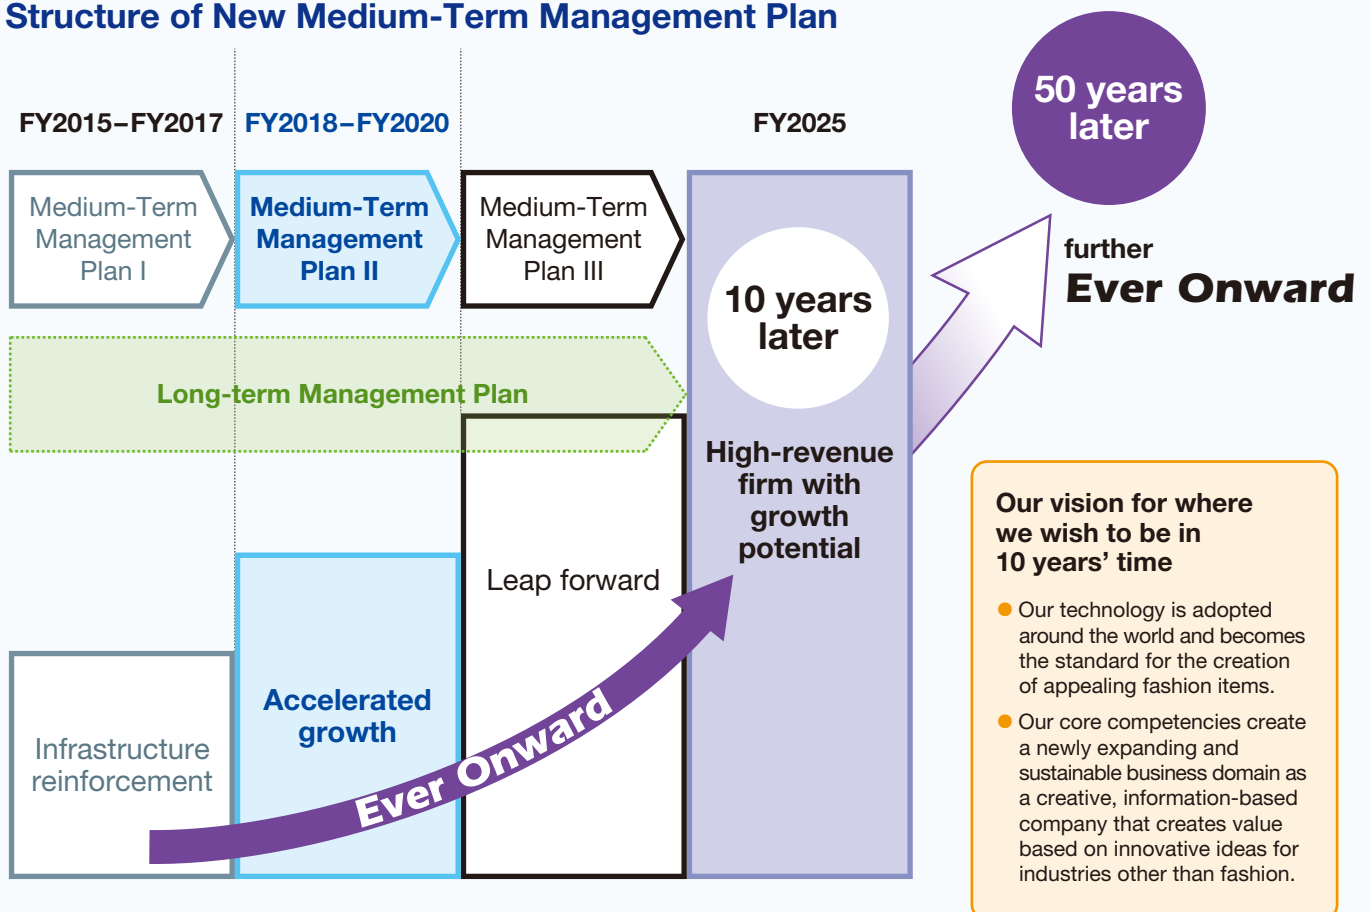 Structure of New Medium-Term Management Plan
FY2015–FY2017
FY2018–FY2020
FY2025
50 years
later
Medium-Term
Management
Plan I
Medium-Term
Management
Plan II
Medium-Term
Management
Plan III
10 years
later
further
Ever Onward
Long-term Management Plan
High-revenue
firm with
growth
potential
Leap forward
Accelerated
growth
Infrastructure
reinforcement
Ever Onward
Our vision for where
we wish to be in
10 years’ time
● Our technology is adopted
around the world and becomes
the standard for the creation
of appealing fashion items.
● Our core competencies create
a newly expanding and
sustainable business domain as
a creative, information-based
company that creates value
based on innovative ideas for
industries other than fashion.